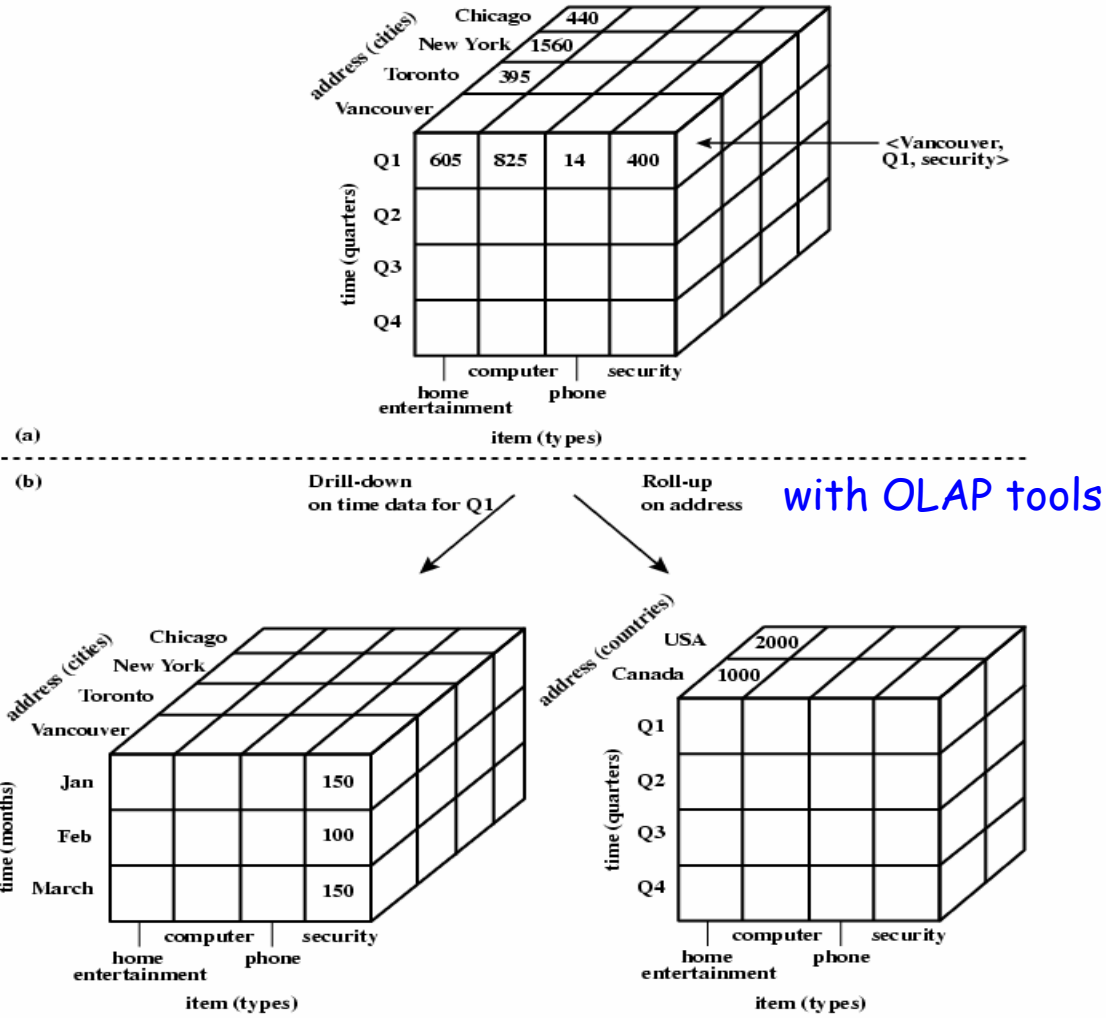 Chicago 440
New York 1560
Toronto 395
Vancouver
address (cities)
Q1 605 825 14 400
<Vancouver,
Q1, security>
Q2
Q3
Q4
time (quarters)
computer security
home phone
entertainment
item (types)
(a)
(b)
Drill-down
on time data for Q1
Roll-up
on address
with OLAP tools
Chicago
New York
Toronto
Vancouver
address (cities)
Jan 150
Feb 100
March 150
time (months)
computer security
home phone
entertainment
item (types)
address (countries)
USA 2000
Canada 1000
Q1
Q2
Q3
Q4
time (quarters)
computer security
home phone
entertainment
item (types)